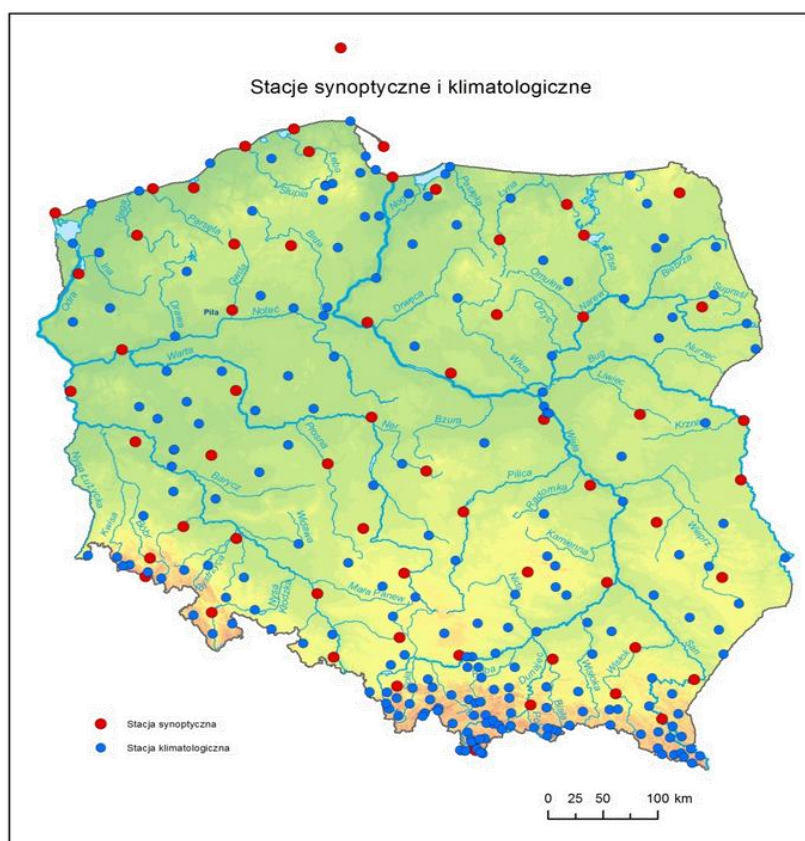 Stacje synoptyczne i klimatologiczne
Łeba
Słupia
Nogat
Pasłęka
Łyna
Rega
Parsęta
Brda
Pisa
Ina
Gwda
Biebrza
Omulew
Odra
Drawa
Piła
Noteć
Drwęca
Orzyc
Narew
Supraśl
Warta
Wkra
Bug
Nurzec
Liwiec
Bzura
Krzna
Prosna
Ner
Wisła
Nysa Łużycka
Barycz
Pilica
Radomka
Wieprz
Kwisa
Bóbr
Widawa
Kamienna
Bystrzyca
Nysa
Kłodzka
Mała Panew
Nida
San
Wisłok
Wisłoka
Dunajec
Biała
Stacja synoptyczna
Stacja klimatologiczna
0 25 50 100 km